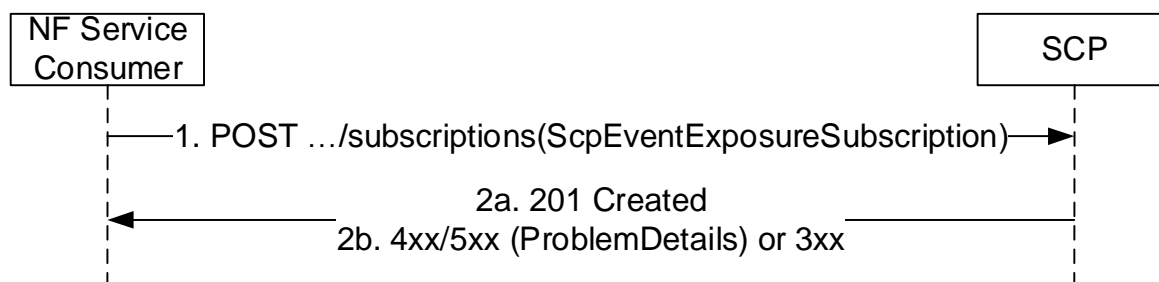 NF Service
Consumer
SCP
1. POST …/subscriptions(ScpEventExposureSubscription)
2a. 201 Created
2b. 4xx/5xx (ProblemDetails) or 3xx